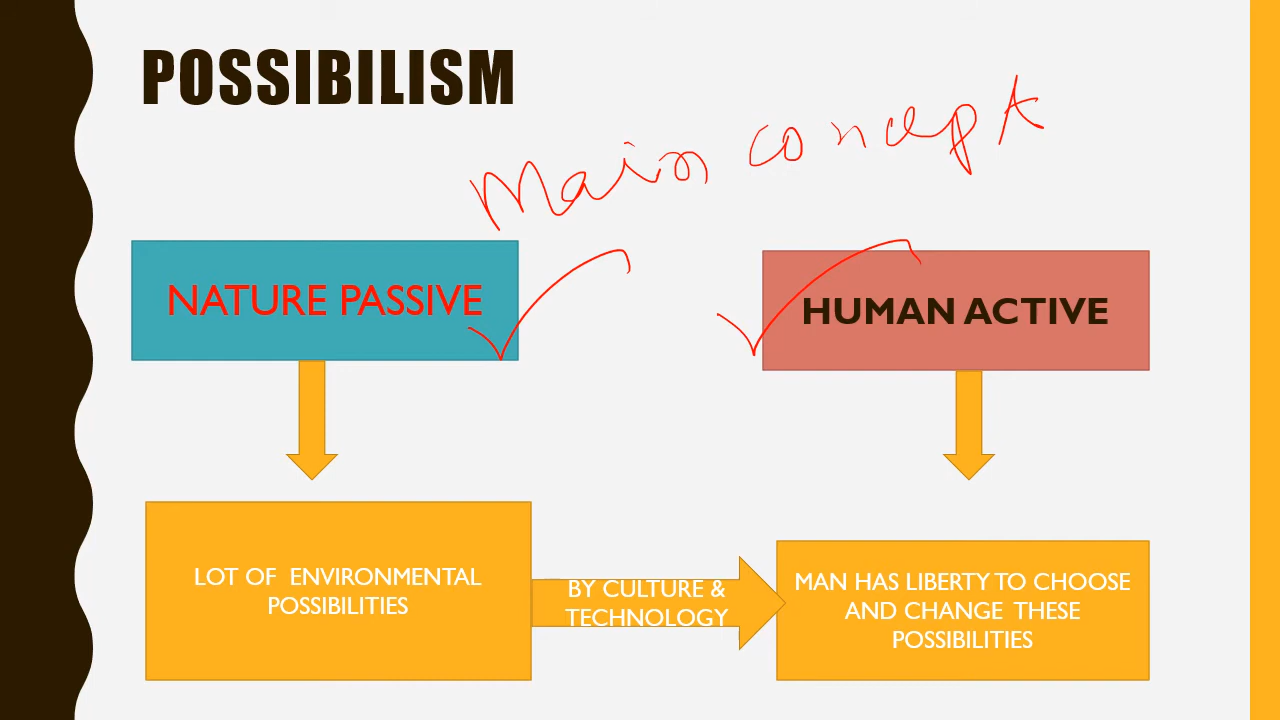 POSSIBILISM
Main concept
NATURE PASSIVE
HUMAN ACTIVE
LOT OF ENVIRONMENTAL
POSSIBILITIES
BY CULTURE &
TECHNOLOGY
MAN HAS LIBERTY TO CHOOSE
AND CHANGE THESE
POSSIBILITIES